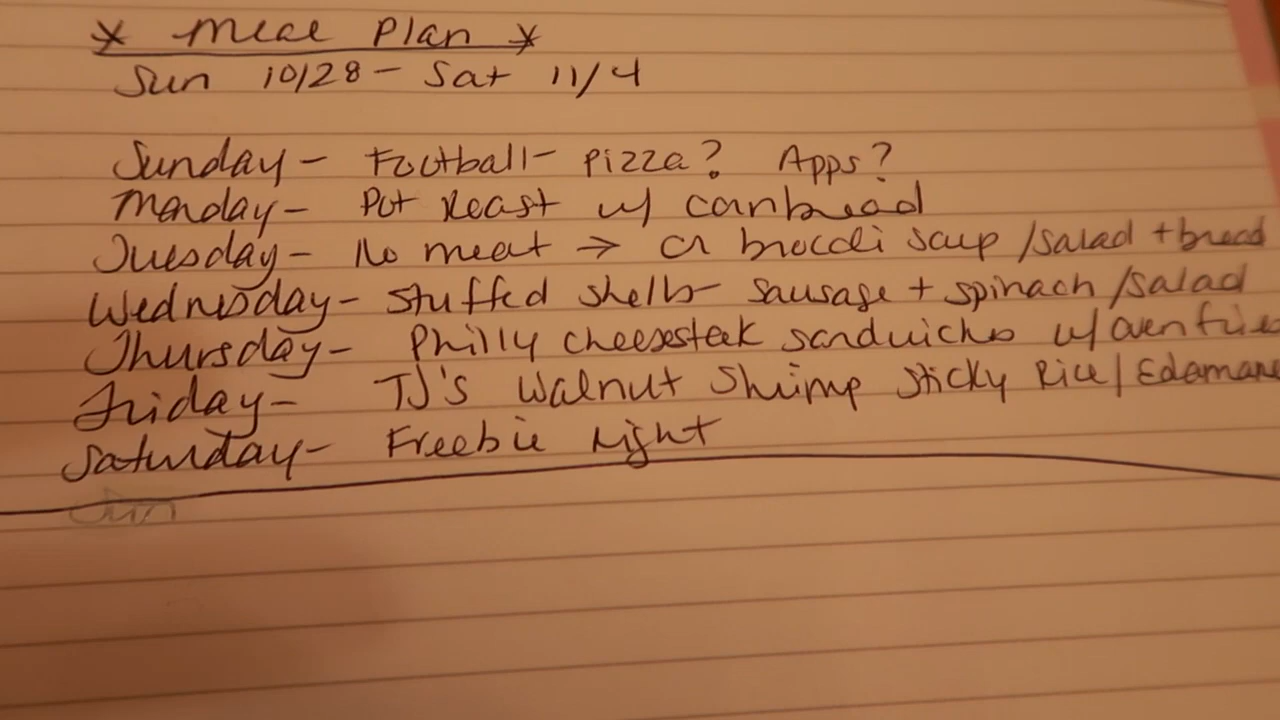 * Meal Plan *
Sun 10/28 - Sat 11/4
Sunday - Football - Pizza? Apps?
Monday - Pot Roast w/ cornbread
Tuesday - No meat → Cr broccoli soup /salad + bread
Wednesday - Stuffed shells - sausage + spinach /salad
Thursday - Philly cheesesteak sandwiches w/ oven fries
Friday - TJ's Walnut Shrimp Sticky Rice / Edamame
Saturday - Freebie Night
Sun